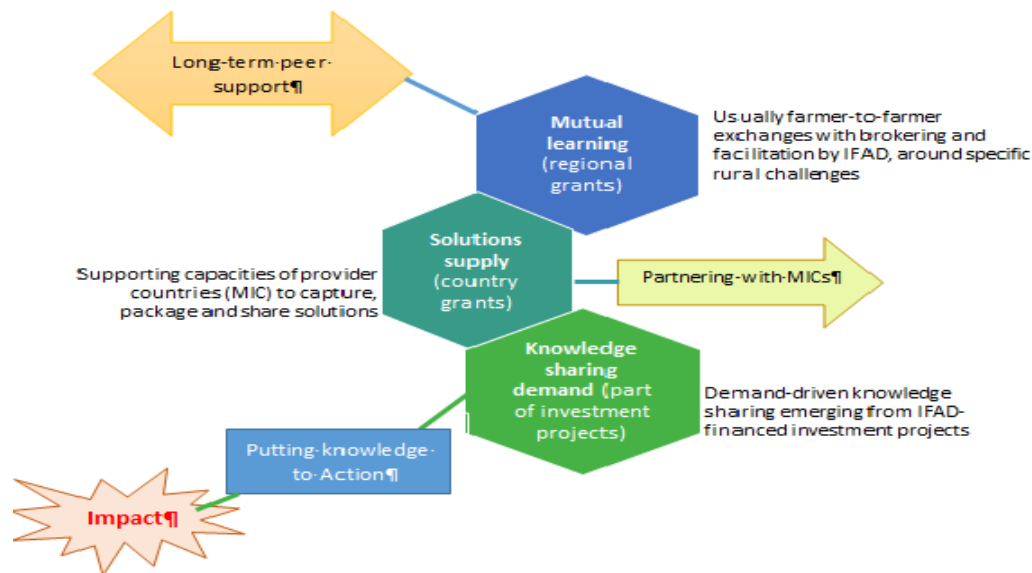 Long-term·peer·
support¶
Mutual
learning
(regional
grants)
Usually farmer-to-farmer
exchanges with brokering and
facilitation by IFAD, around specific
rural challenges
Solutions
supply
(country
grants)
Supporting capacities of provider
countries (MIC) to capture,
package and share solutions
Partnering·with·MICs¶
Knowledge
sharing
demand (part
of investment
projects)
Demand-driven knowledge
sharing emerging from IFAD-
financed investment projects
Putting·knowledge·
to·Action¶
Impact¶